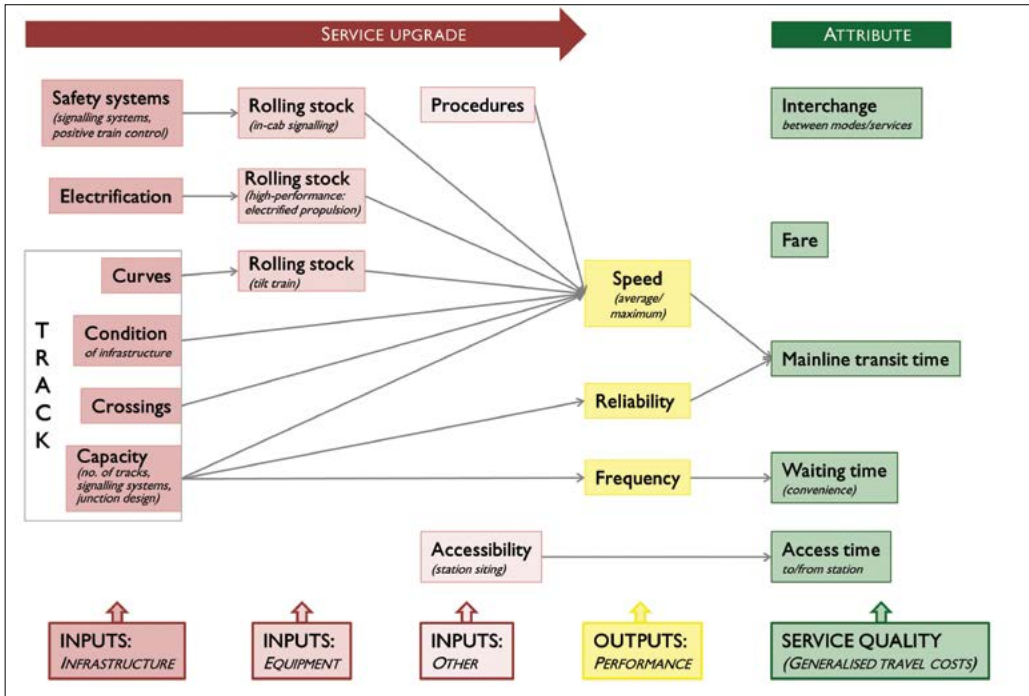 SERVICE UPGRADE
ATTRIBUTE
Safety systems
(signalling systems,
positive train control)
Rolling stock
(in-cab signalling)
Procedures
Interchange
between modes/services
Electrification
Rolling stock
(high-performance:
electrified propulsion)
Fare
TRACK
Curves
Rolling stock
(tilt train)
Speed
(average/
maximum)
Condition
of infrastructure
Mainline transit time
Crossings
Reliability
Capacity
(no. of tracks,
signalling systems,
junction design)
Frequency
Waiting time
(convenience)
Accessibility
(station siting)
Access time
to/from station
INPUTS:
INFRASTRUCTURE
INPUTS:
EQUIPMENT
INPUTS:
OTHER
OUTPUTS:
PERFORMANCE
SERVICE QUALITY
(GENERALISED TRAVEL COSTS)